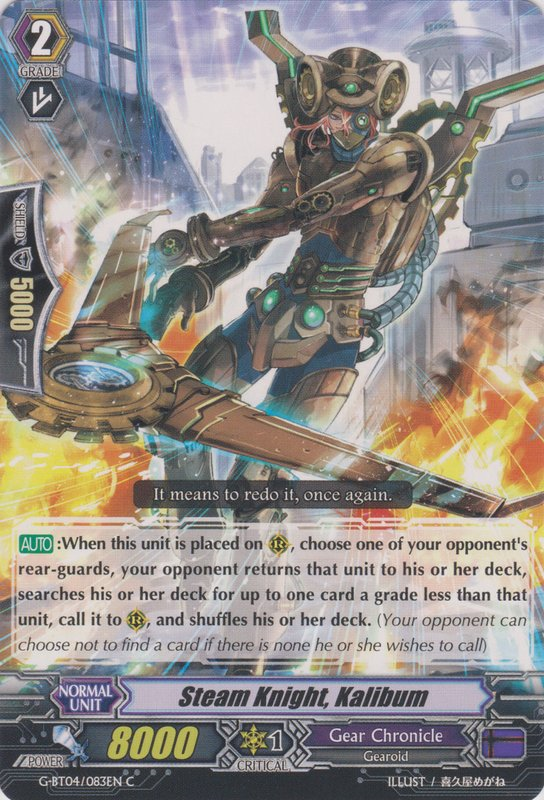 2
GRADE
SHIELD
5000
It means to redo it, once again.
AUTO :When this unit is placed on R, choose one of your opponent's
rear-guards, your opponent returns that unit to his or her deck,
searches his or her deck for up to one card a grade less than that
unit, call it to R, and shuffles his or her deck. (Your opponent can
choose not to find a card if there is none he or she wishes to call)
NORMAL
UNIT
Steam Knight, Kalibum
POWER
8000
1
CRITICAL
Gear Chronicle
Gearoid
G-BT04/083EN C
ILLUST / 喜久屋めがね